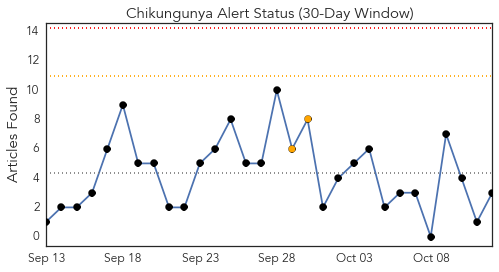 Chikungunya Alert Status (30-Day Window)
Articles Found
14
12
10
8
6
4
2
0
Sep 13 Sep 18 Sep 23 Sep 28 Oct 03 Oct 08